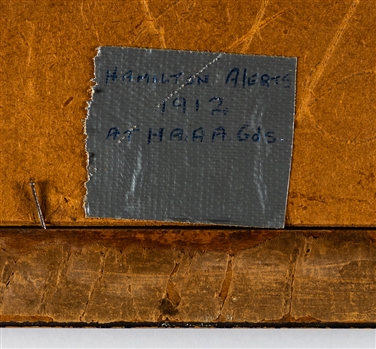 HAMILTON Alerts
1912.
AT H.A.A.A Gds.